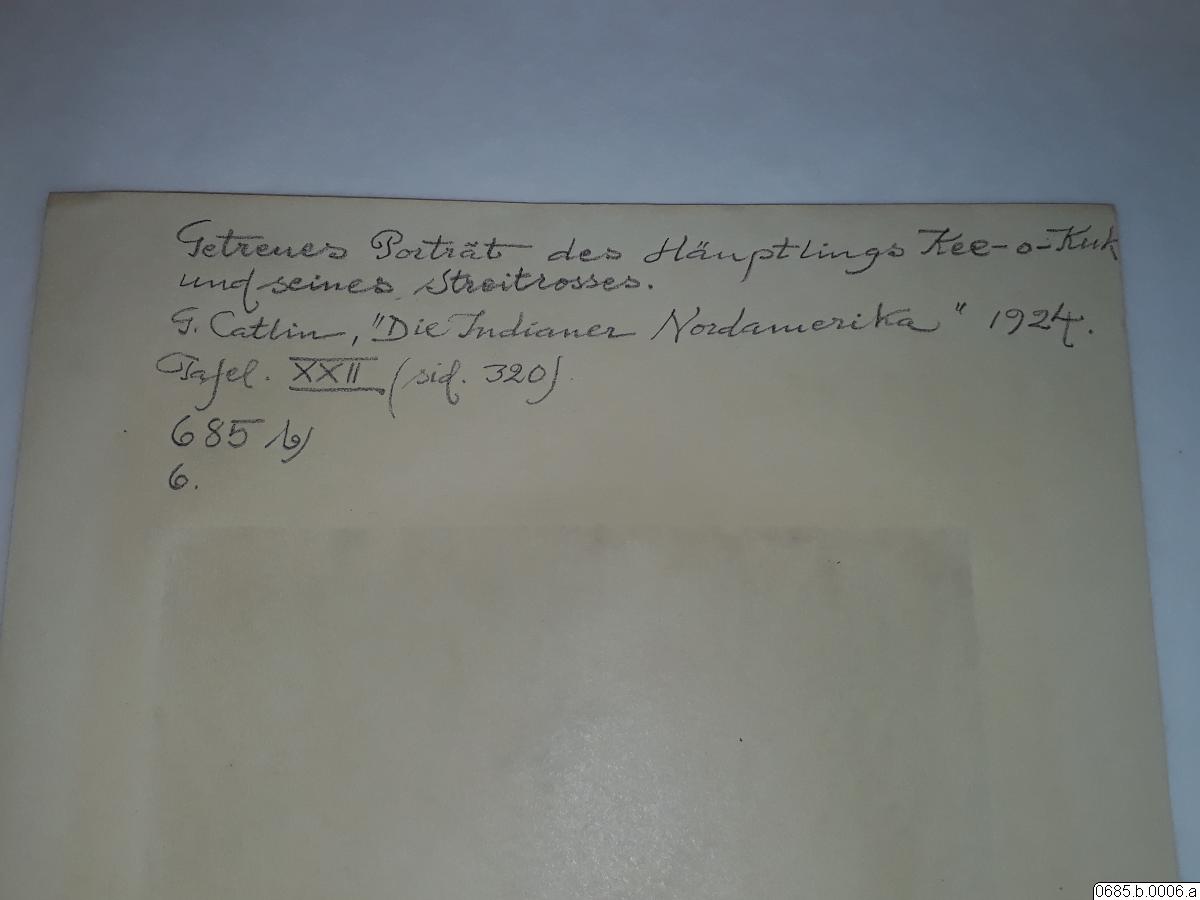 Getreues Porträt des Häuptlings Kee-o-Kuk
und seines Streitrosses.
G. Catlin, "Die Indianer Nordamerika" 1924.
Tafel. XXII (sid. 320)
685 b)
6.
0685.b.0006.a